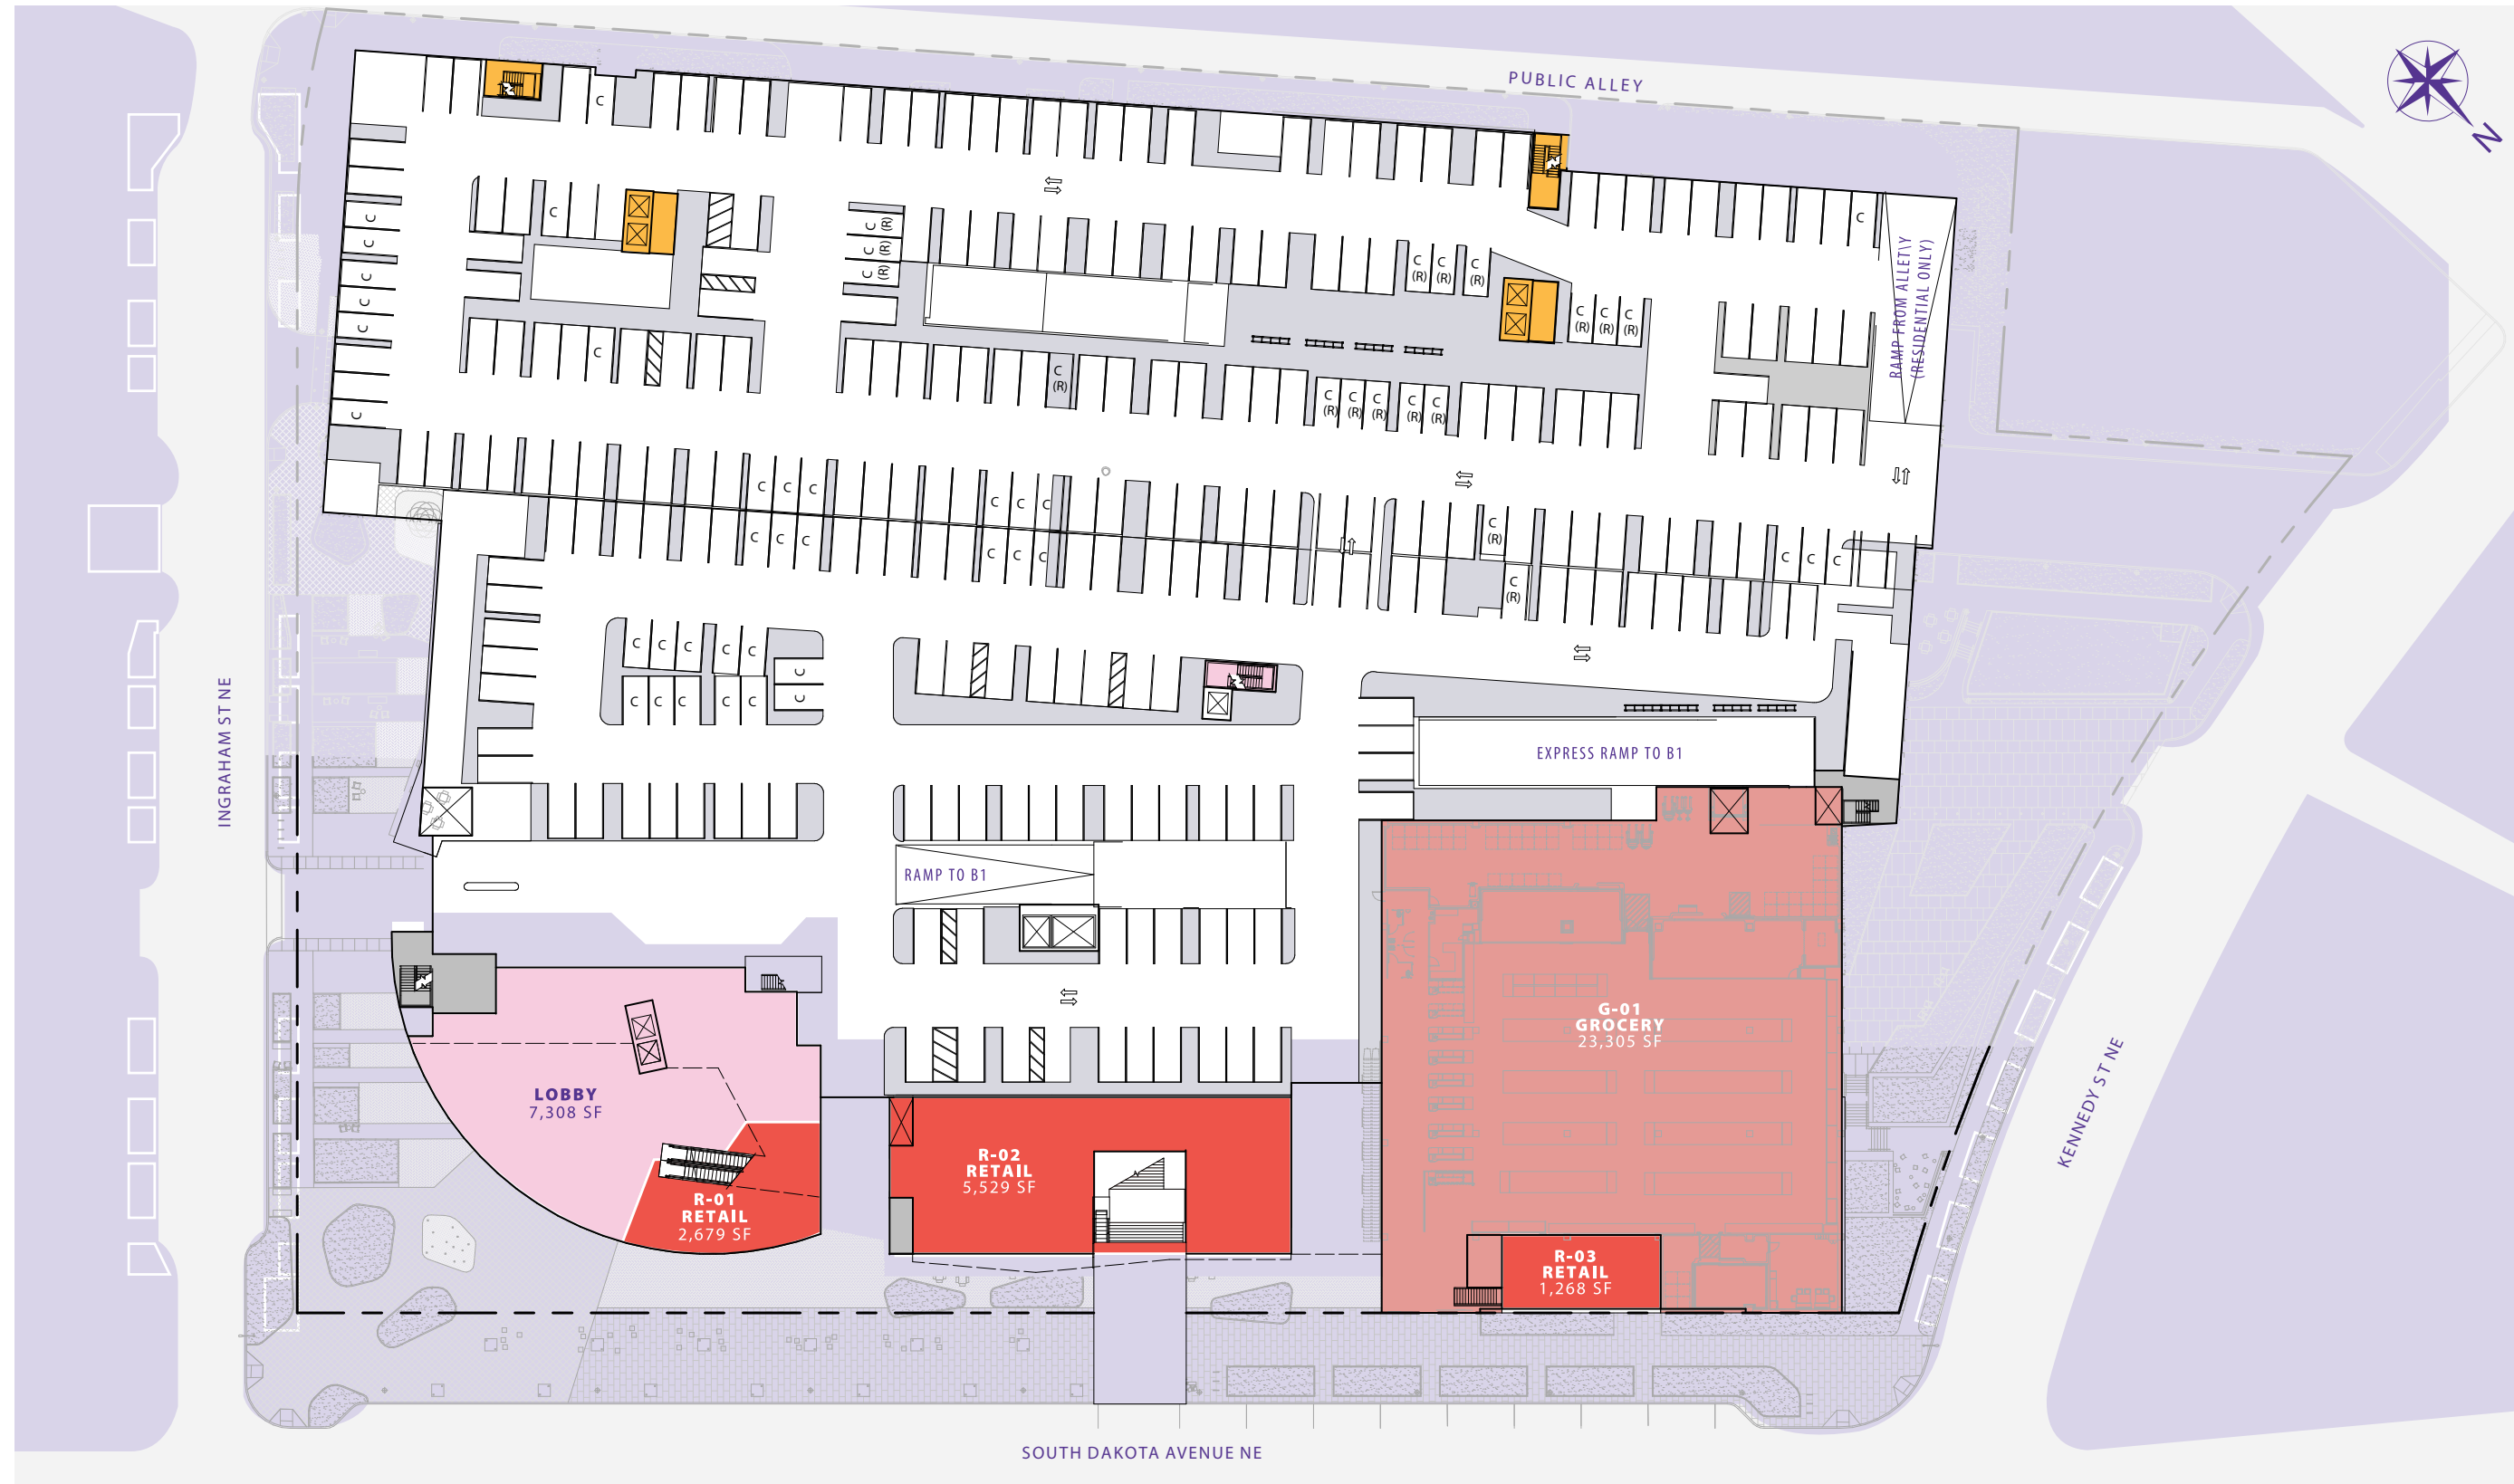 PUBLIC ALLEY
N
C
C
C
C
C
C
C
C
C (R)
C (R)
C (R)
C
RAMP FROM ALLET\Y
(RESIDENTIAL ONLY)
C C C
(R) (R) (R)
C C C
(R) (R) (R)
C
C
(R)
C C C C C
(R) (R) (R) (R) (R)
C C C
C C C
C C C
C C C
C
(R)
C
(R)
C C C
C C C C C
C
C C C C C
C
EXPRESS RAMP TO B1
INGRAHAM ST NE
RAMP TO B1
G-01
GROCERY
23,305 SF
KENNEDY ST NE
LOBBY
7,308 SF
R-01
RETAIL
2,679 SF
R-02
RETAIL
5,529 SF
R-03
RETAIL
1,268 SF
SOUTH DAKOTA AVENUE NE